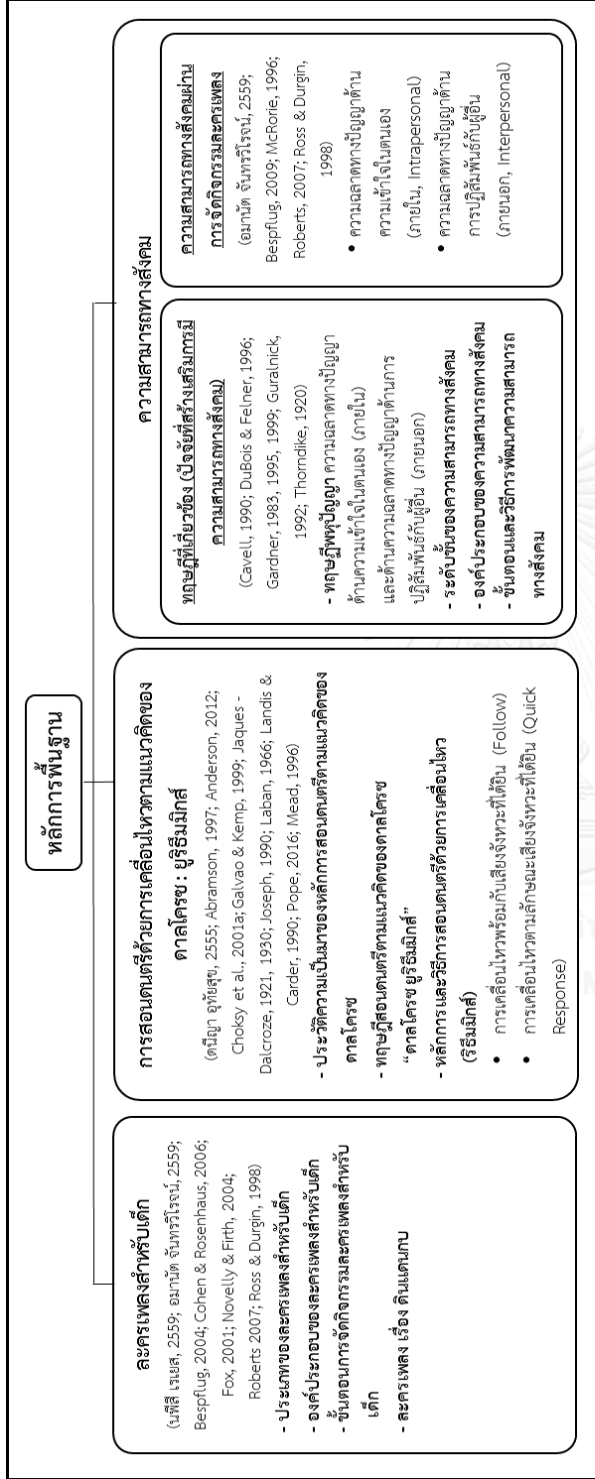 หลักการพื้นฐาน
ละครเพลงสำหรับเด็ก
(นพีสี เรเยส, 2559; อมานัต จันทรวิโรจน์, 2559;
Bespflug, 2004; Cohen & Rosenhaus, 2006;
Fox, 2001; Novelly & Firth, 2004;
Roberts 2007; Ross & Durgin, 1998)
- ประเภทของละครเพลงสำหรับเด็ก
- องค์ประกอบของละครเพลงสำหรับเด็ก
- ขั้นตอนการจัดกิจกรรมละครเพลงสำหรับ
เด็ก
- ละครเพลง เรื่อง ดินแดนกบ
การสอนดนตรีด้วยการเคลื่อนไหวตามแนวคิดของ
ดาลโครซ : ยูริธึมมิกส์
(ดนีญา อุทัยสุข, 2555; Abramson, 1997; Anderson, 2012;
Choksy et al., 2001a; Galvao & Kemp, 1999; Jaques -
Dalcroze, 1921, 1930; Joseph, 1990; Laban, 1966; Landis &
Carder, 1990; Pope, 2016; Mead, 1996)
- ประวัติความเป็นมาของหลักการสอนดนตรีตามแนวคิดของ
ดาลโครซ
- ทฤษฎีสอนดนตรีตามแนวคิดของดาลโครซ
“ดาลโครซ ยูริธึมมิกส์”
- หลักการ และวิธีการสอนดนตรีด้วยการเคลื่อนไหว
(ริธึมมิกส์)
• การเคลื่อนไหวพร้อมกับเสียงจังหวะที่ได้ยิน (Follow)
• การเคลื่อนไหวตามลักษณะเสียงจังหวะที่ได้ยิน (Quick
Response)
ความสามารถทางสังคม
ทฤษฎีที่เกี่ยวข้อง (ปัจจัยที่สร้างเสริมการมี
ความสามารถทางสังคม)
(Cavell, 1990; DuBois & Felner, 1996;
Gardner, 1983, 1995, 1999; Guralnick,
1992; Thorndike, 1920)
- ทฤษฎีพหุปัญญา ความฉลาดทางปัญญา
ด้านความเข้าใจในตนเอง (ภายใน)
และด้านความฉลาดทางปัญญาด้านการ
ปฏิสัมพันธ์กับผู้อื่น (ภายนอก)
- ระดับขั้นของความสามารถทางสังคม
- องค์ประกอบของความสามารถทางสังคม
- ขั้นตอนและวิธีการพัฒนาความสามารถ
ทางสังคม
ความสามารถทางสังคมผ่าน
การจัดกิจกรรมละครเพลง
(อมานัต จันทรวิโรจน์, 2559;
Bespflug, 2009; McRorie, 1996;
Roberts, 2007; Ross & Durgin,
1998)
• ความฉลาดทางปัญญาด้าน
ความเข้าใจในตนเอง
(ภายใน, Intrapersonal)
• ความฉลาดทางปัญญาด้าน
การปฏิสัมพันธ์กับผู้อื่น
(ภายนอก, Interpersonal)